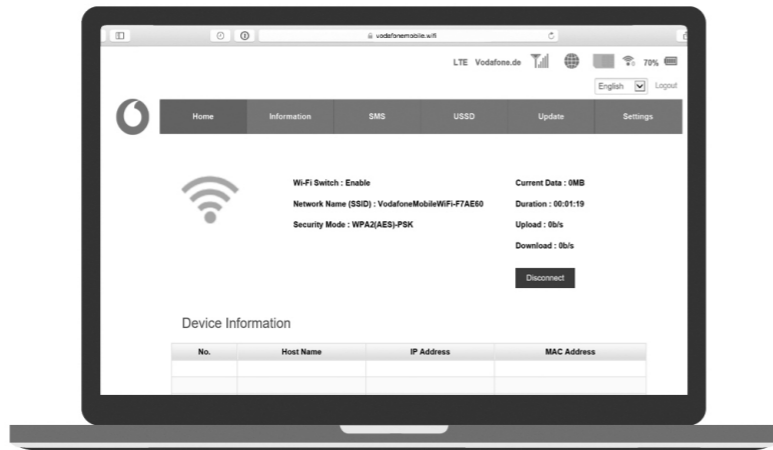 vodafonemobile.wifi
LTE Vodafone.de 70%
English Logout
Home Information SMS USSD Update Settings
Wi-Fi Switch : Enable
Network Name (SSID) : VodafoneMobileWiFi-F7AE60
Security Mode : WPA2(AES)-PSK
Current Data : 0MB
Duration : 00:01:19
Upload : 0b/s
Download : 0b/s
Disconnect
Device Information
No. Host Name IP Address MAC Address